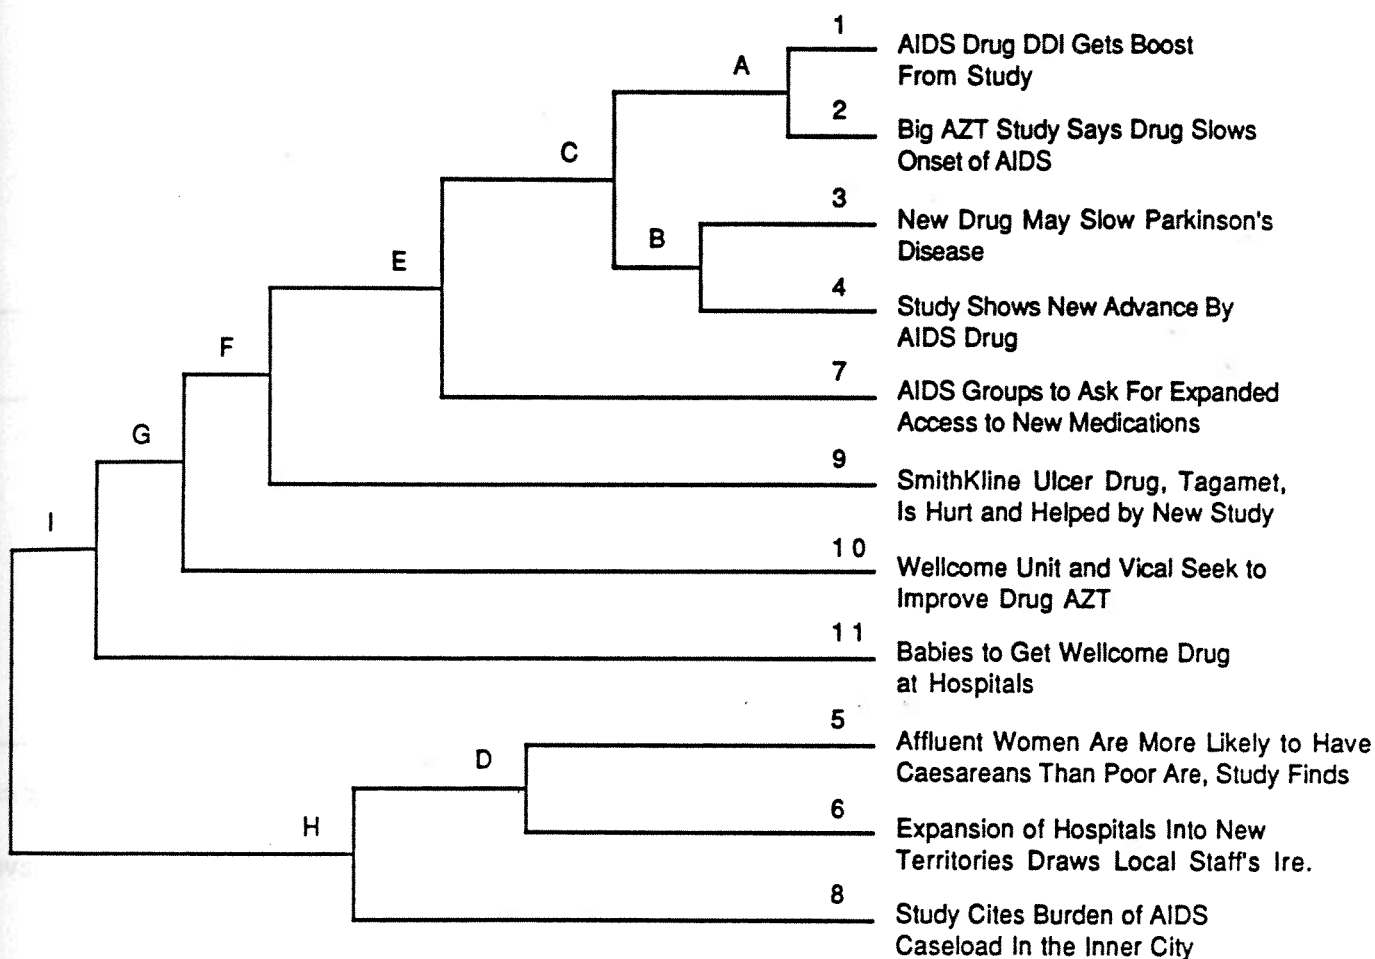 1
AIDS Drug DDI Gets Boost
From Study
A
2
Big AZT Study Says Drug Slows
Onset of AIDS
C
3
New Drug May Slow Parkinson's
Disease
B
E
4
Study Shows New Advance By
AIDS Drug
F
7
AIDS Groups to Ask For Expanded
Access to New Medications
G
9
SmithKline Ulcer Drug, Tagamet,
Is Hurt and Helped by New Study
I
10
Wellcome Unit and Vical Seek to
Improve Drug AZT
11
Babies to Get Wellcome Drug
at Hospitals
5
Affluent Women Are More Likely to Have
Caesareans Than Poor Are, Study Finds
D
6
Expansion of Hospitals Into New
Territories Draws Local Staff's Ire.
H
8
Study Cites Burden of AIDS
Caseload In the Inner City